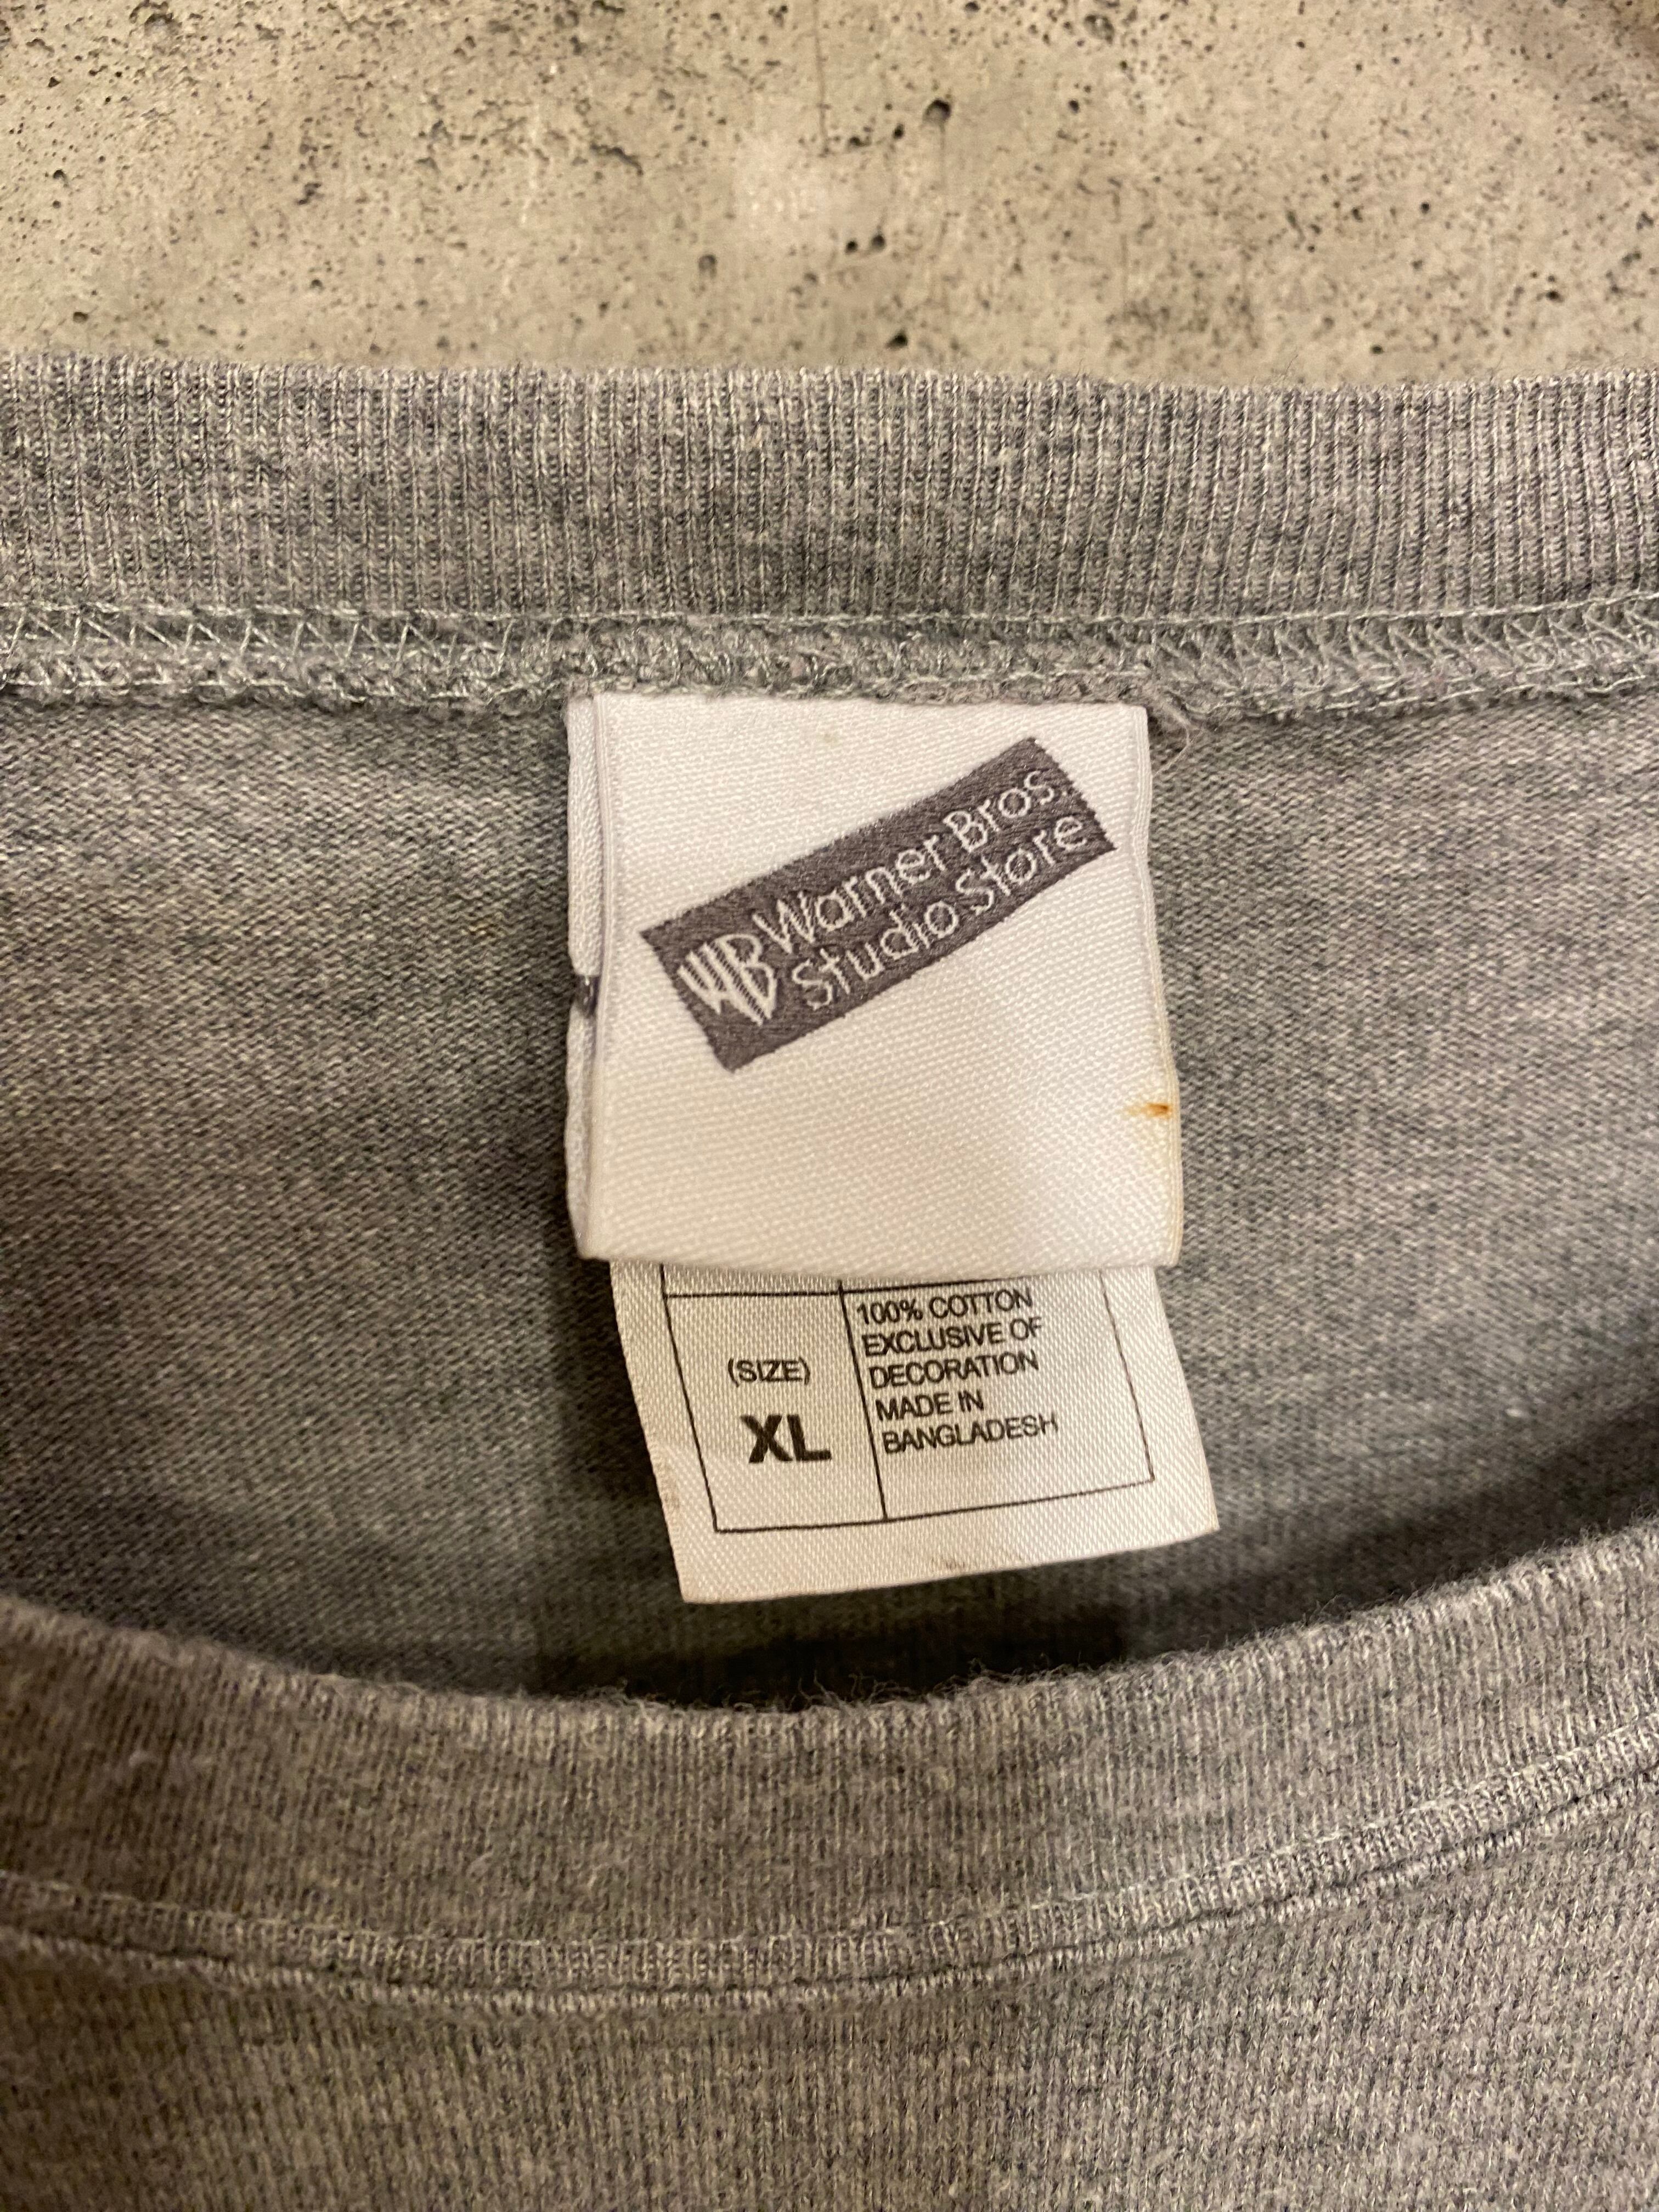 WB Warner Bros.
Studio Store
(SIZE)
XL
100% COTTON
EXCLUSIVE OF
DECORATION
MADE IN
BANGLADESH